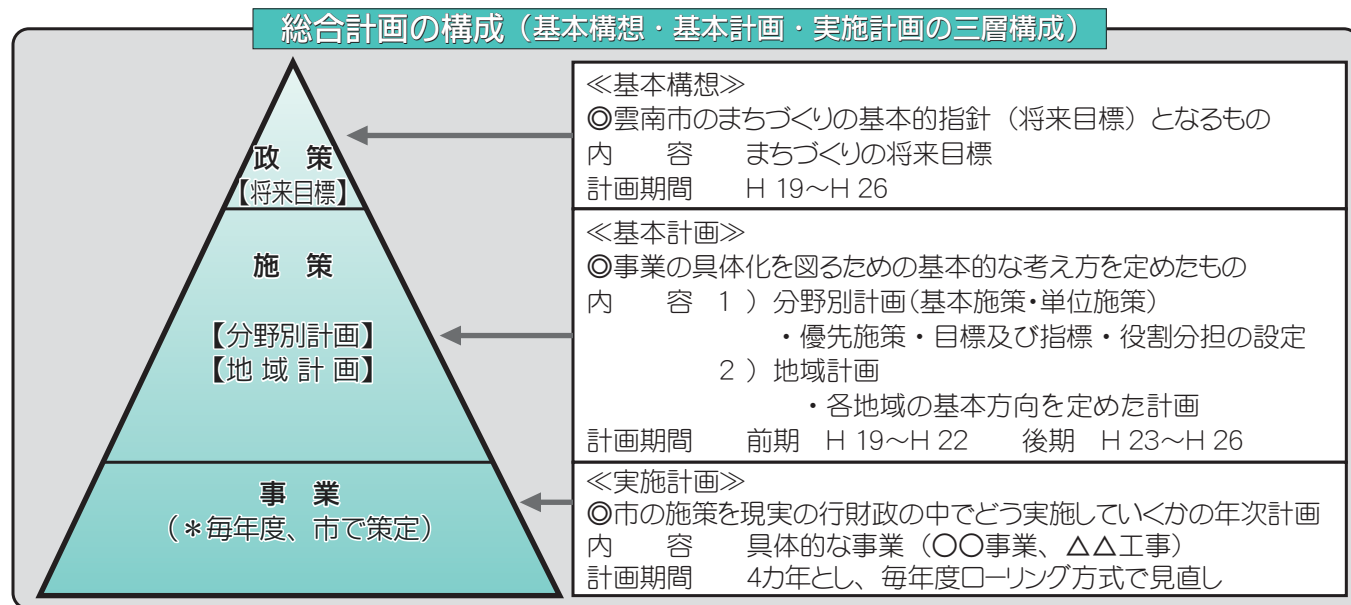 総合計画の構成（基本構想・基本計画・実施計画の三層構成）
政　策
【将来目標】
施　策
【分野別計画】
【地 域 計 画】
事　業
（＊毎年度、市で策定）
≪基本構想≫
◎雲南市のまちづくりの基本的指針（将来目標）となるもの
内　　容　　まちづくりの将来目標
計画期間　　H 19～H 26
≪基本計画≫
◎事業の具体化を図るための基本的な考え方を定めたもの
内　　容　1 ）分野別計画（基本施策・単位施策）
・優先施策・目標及び指標・役割分担の設定
2 ）地域計画
・各地域の基本方向を定めた計画
計画期間　　前期　H 19～H 22　　後期　H 23～H 26
≪実施計画≫
◎市の施策を現実の行財政の中でどう実施していくかの年次計画
内　　容　　具体的な事業（〇〇事業、△△工事）
計画期間　　4カ年とし、毎年度ローリング方式で見直し